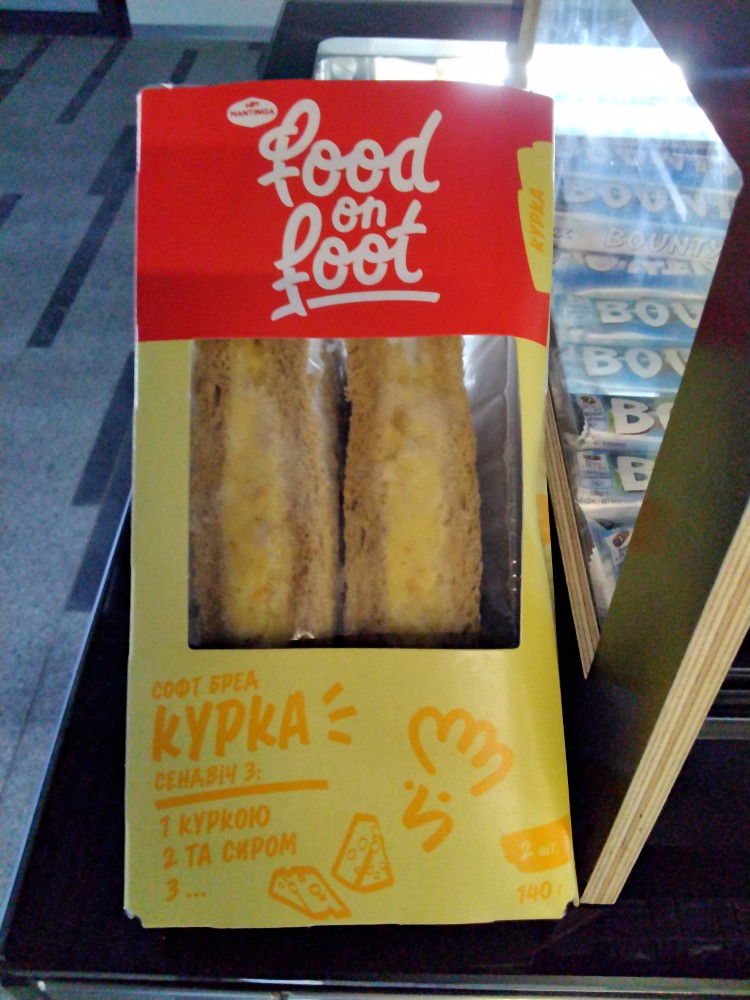 MANTINGA
food
on
foot
КУРКА
СОФТ БРЕД
КУРКА
СЕНДВІЧ З:
1 КУРКОЮ
2 ТА СИРОМ
3 ...
2 шт.
140 г
BOUNTY
BOUNTY
BOU
BOU
BO
B